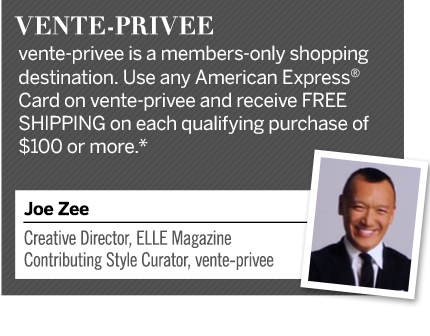 VENTE-PRIVEE
vente-privee is a members-only shopping
destination. Use any American Express®
Card on vente-privee and receive FREE
SHIPPING on each qualifying purchase of
$100 or more.*
Joe Zee
Creative Director, ELLE Magazine
Contributing Style Curator, vente-privee